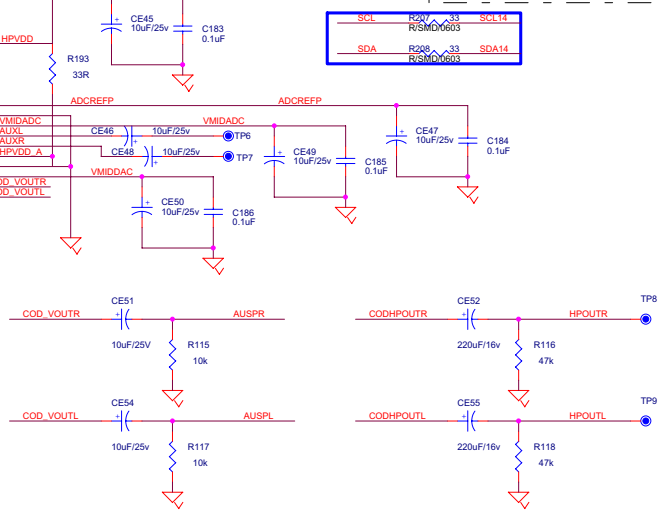 CE45
10uF/25v
C183
0.1uF
HPVDD
R193
33R
SCL
R207
33
SCL14
R/SMD/0603
SDA
R208
33
SDA14
R/SMD/0603
ADCREFP
ADCREFP
VMIDADC
VMIDADC
AUXL
CE46
10uF/25v
TP6
AUXR
HPVDD_A
CE48
10uF/25v
TP7
CE49
10uF/25v
C185
0.1uF
CE47
10uF/25v
C184
0.1uF
VMIDDAC
OD_VOUTR
OD_VOUTL
CE50
10uF/25v
C186
0.1uF
CE51
COD_VOUTR
AUSPR
10uF/25V
R115
10k
CE52
CODHPOUTR
HPOUTR
TP8
220uF/16v
R116
47k
CE54
COD_VOUTL
AUSPL
10uF/25v
R117
10k
CE55
CODHPOUTL
HPOUTL
TP9
220uF/16v
R118
47k